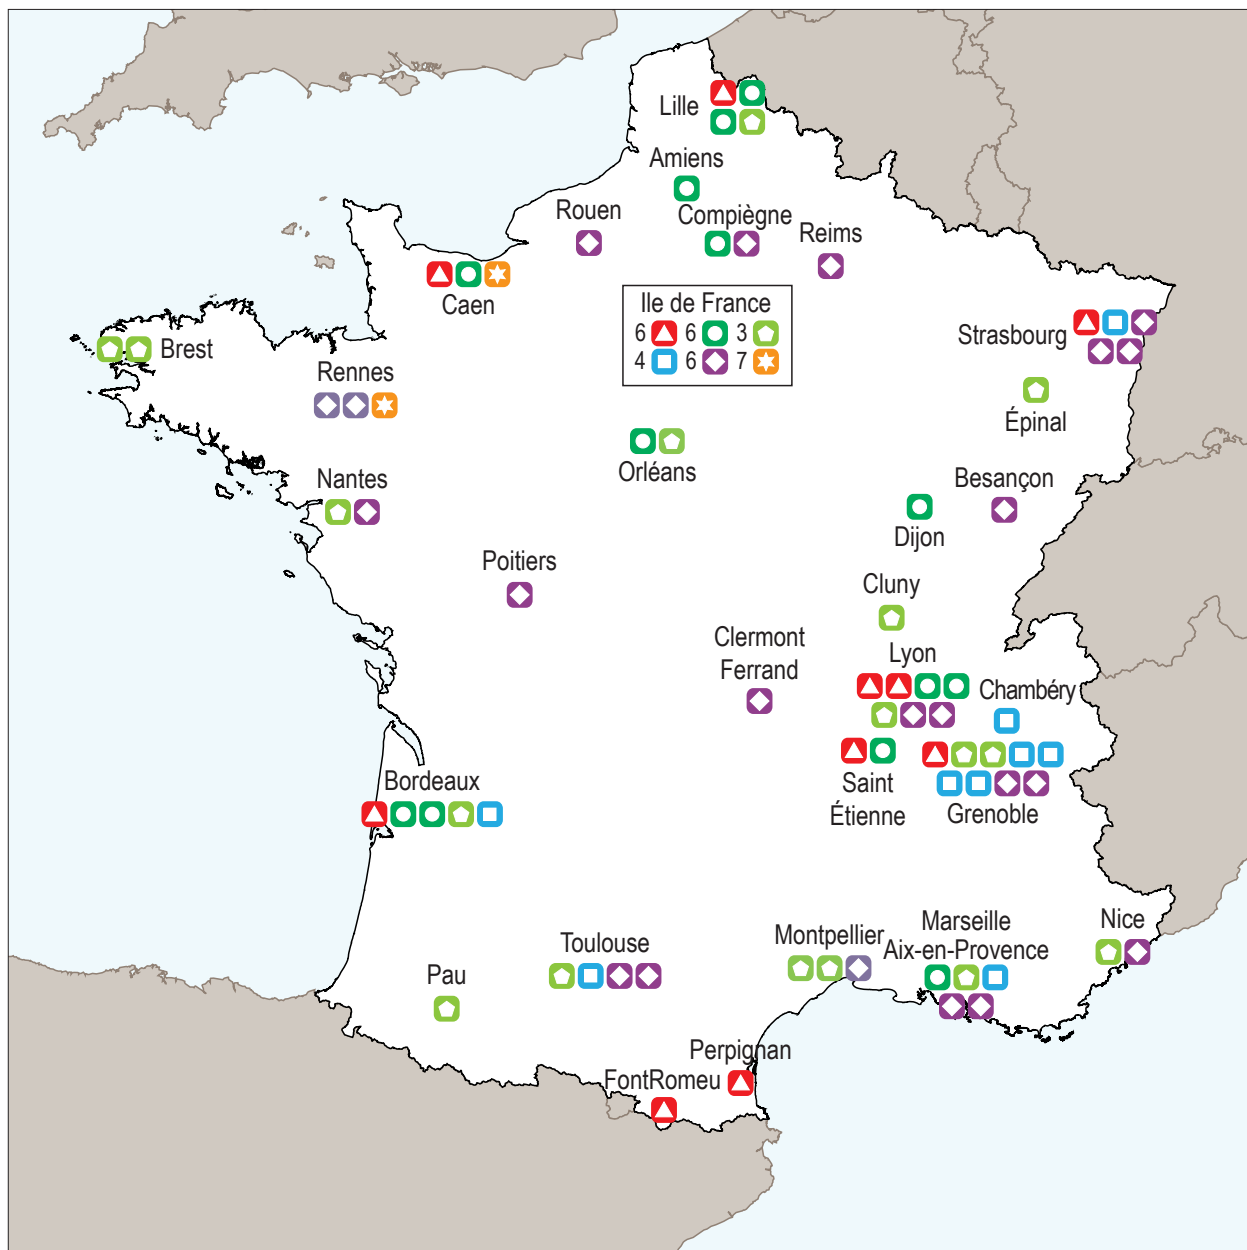 Lille
Amiens
Rouen
Compiègne
Reims
Caen
Ile de France
6 6 3
4 6 7
Strasbourg
Brest
Rennes
Épinal
Orléans
Nantes
Besançon
Dijon
Poitiers
Cluny
Clermont
Ferrand
Lyon
Chambéry
Saint
Étienne
Grenoble
Bordeaux
Toulouse
Montpellier
Marseille
Aix-en-Provence
Nice
Pau
Perpignan
FontRomeu